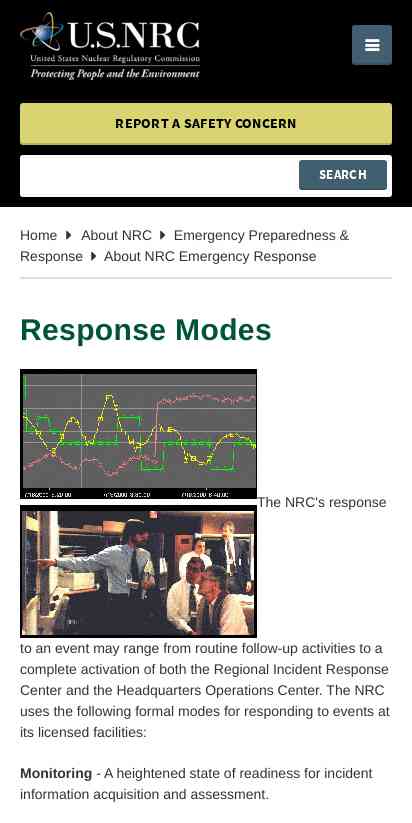 U.S.NRC
United States Nuclear Regulatory Commission
Protecting People and the Environment
REPORT A SAFETY CONCERN
SEARCH
Home About NRC Emergency Preparedness &
Response About NRC Emergency Response
Response Modes
The NRC's response
to an event may range from routine follow-up activities to a
complete activation of both the Regional Incident Response
Center and the Headquarters Operations Center. The NRC
uses the following formal modes for responding to events at
its licensed facilities:
Monitoring - A heightened state of readiness for incident
information acquisition and assessment.